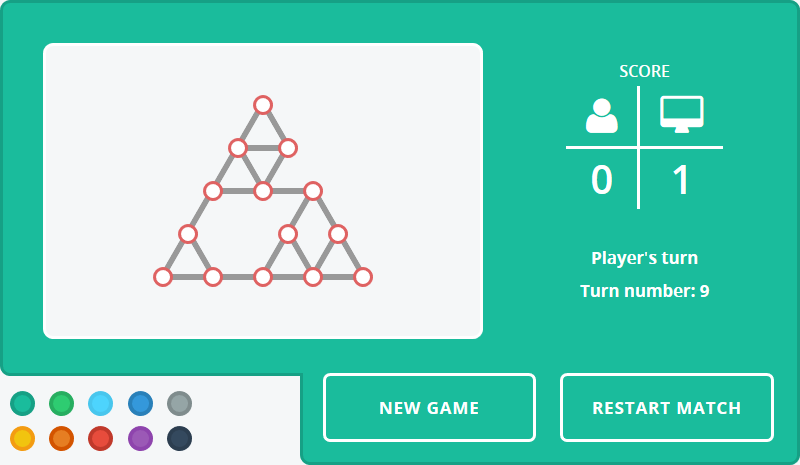 SCORE
0 1
Player's turn
Turn number: 9
NEW GAME RESTART MATCH